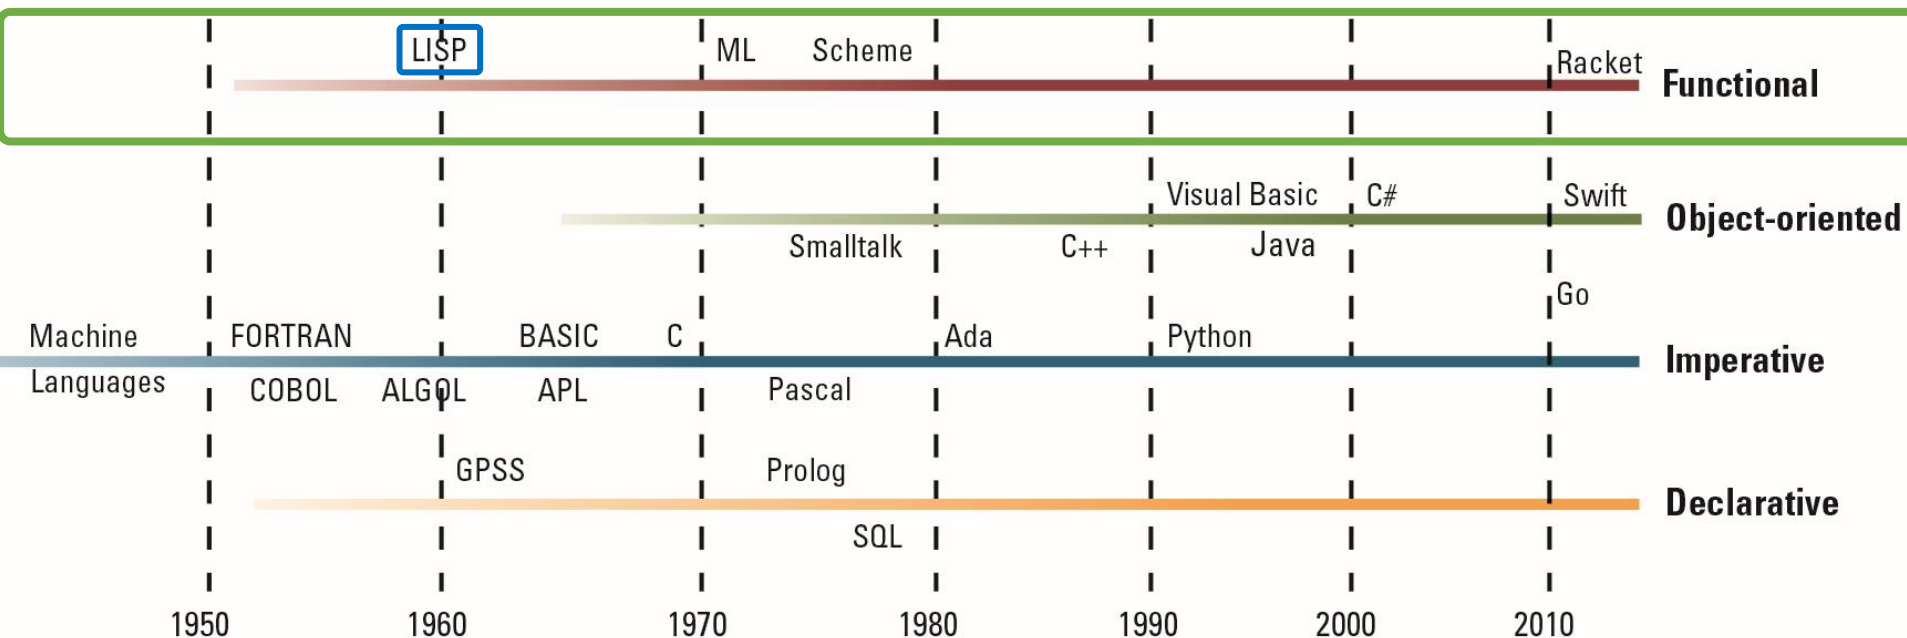 LISP ML Scheme Racket Functional
Visual Basic C# Swift Object-oriented
Smalltalk C++ Java
Go
Machine FORTRAN BASIC C Ada Python Imperative
Languages COBOL ALGOL APL Pascal
GPSS Prolog Declarative
SQL
1950 1960 1970 1980 1990 2000 2010